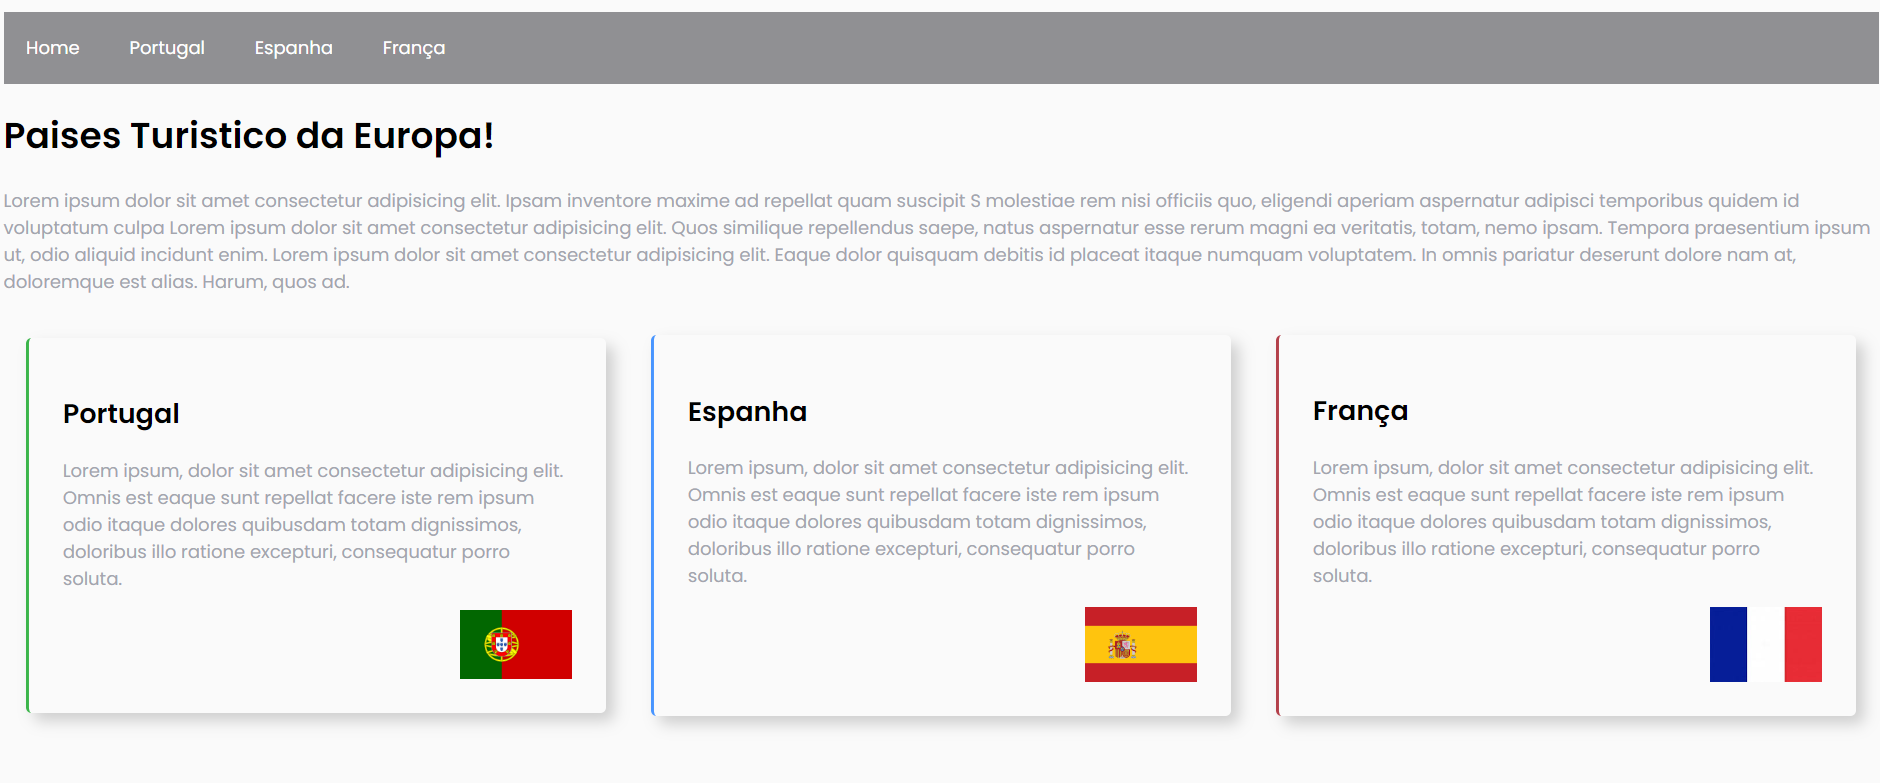 Home Portugal Espanha França
Paises Turistico da Europa!
Lorem ipsum dolor sit amet consectetur adipisicing elit. Ipsam inventore maxime ad repellat quam suscipit S molestiae rem nisi officiis quo, eligendi aperiam aspernatur adipisci temporibus quidem id
voluptatum culpa Lorem ipsum dolor sit amet consectetur adipisicing elit. Quos similique repellendus saepe, natus aspernatur esse rerum magni ea veritatis, totam, nemo ipsam. Tempora praesentium ipsum
ut, odio aliquid incidunt enim. Lorem ipsum dolor sit amet consectetur adipisicing elit. Eaque dolor quisquam debitis id placeat itaque numquam voluptatem. In omnis pariatur deserunt dolore nam at,
doloremque est alias. Harum, quos ad.
Portugal
Lorem ipsum, dolor sit amet consectetur adipisicing elit.
Omnis est eaque sunt repellat facere iste rem ipsum
odio itaque dolores quibusdam totam dignissimos,
doloribus illo ratione excepturi, consequatur porro
soluta.
Espanha
Lorem ipsum, dolor sit amet consectetur adipisicing elit.
Omnis est eaque sunt repellat facere iste rem ipsum
odio itaque dolores quibusdam totam dignissimos,
doloribus illo ratione excepturi, consequatur porro
soluta.
França
Lorem ipsum, dolor sit amet consectetur adipisicing elit.
Omnis est eaque sunt repellat facere iste rem ipsum
odio itaque dolores quibusdam totam dignissimos,
doloribus illo ratione excepturi, consequatur porro
soluta.